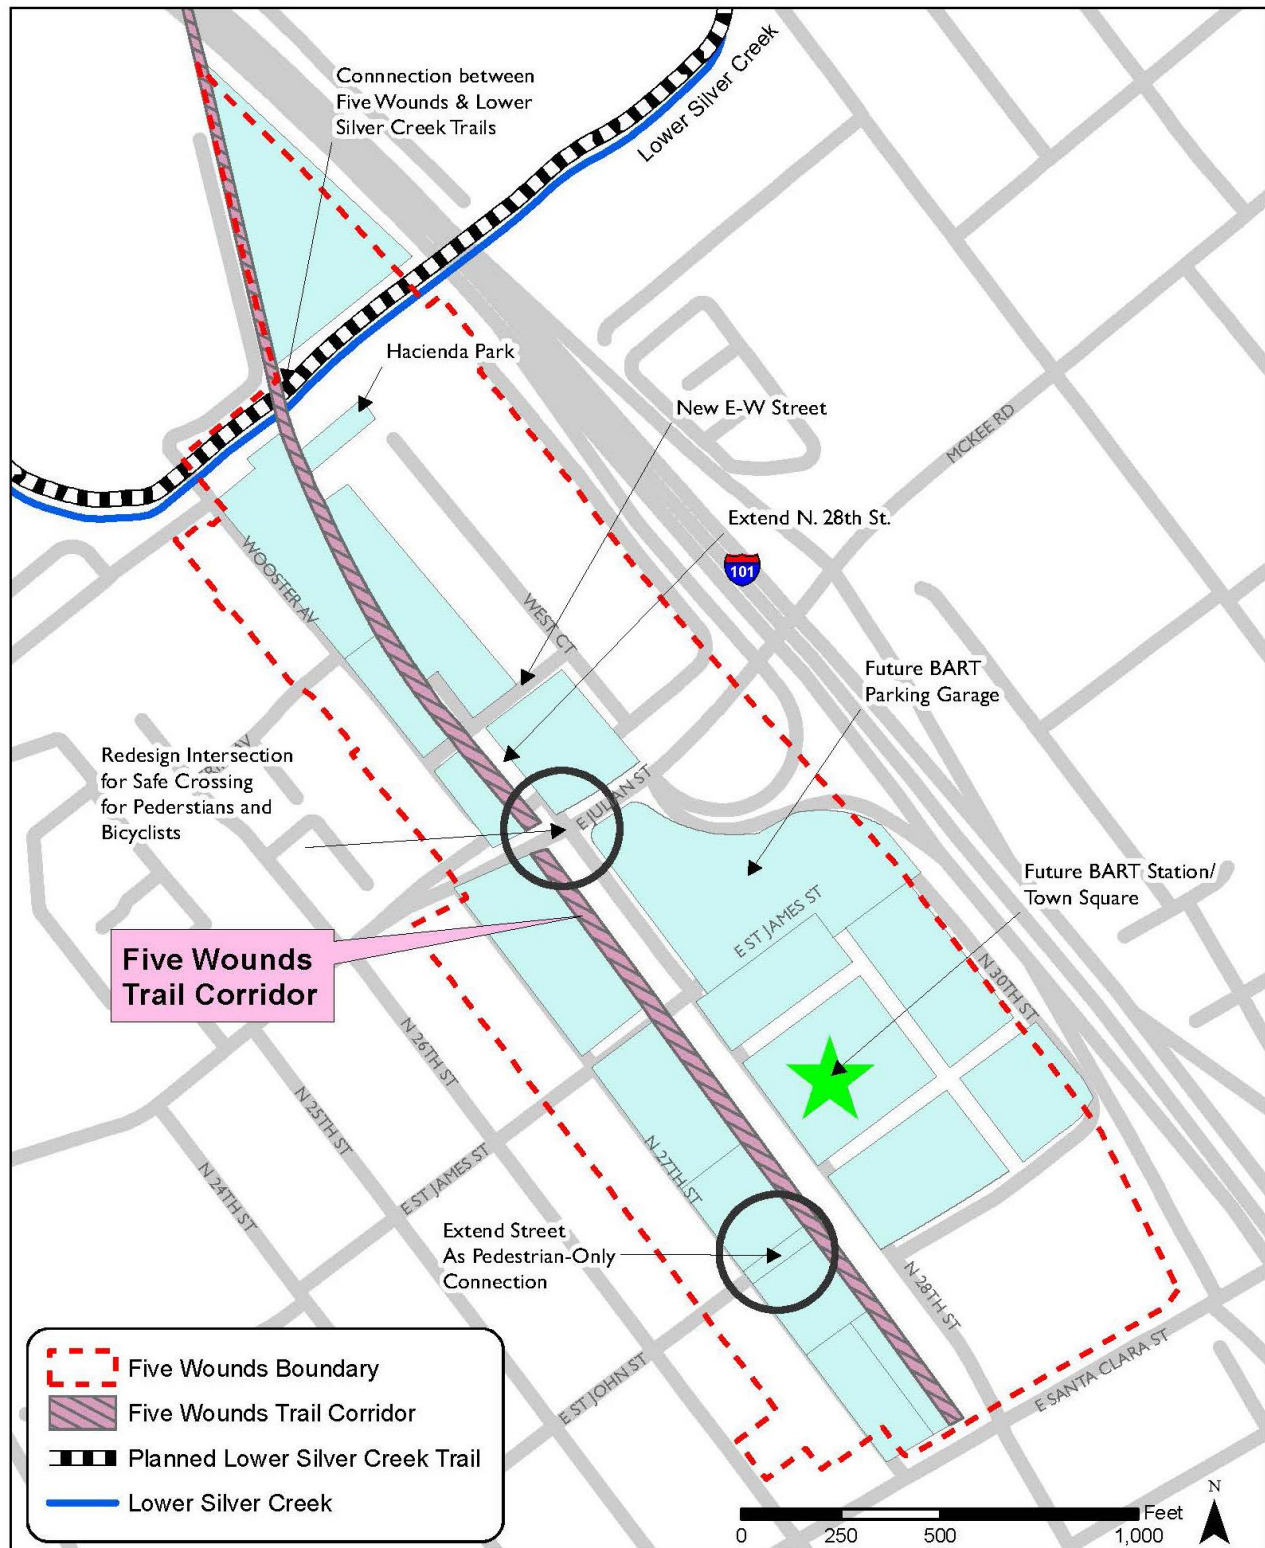 Connnection between
Five Wounds & Lower
Silver Creek Trails
Lower Silver Creek
Hacienda Park
New E-W Street
MCKEE RD
Extend N. 28th St.
101
WOOSTER AV
WEST CT
Future BART
Parking Garage
Redesign Intersection
for Safe Crossing
for Pederstians and
Bicyclists
AV
E JULIAN ST
Future BART Station/
Town Square
E ST JAMES ST
Five Wounds
Trail Corridor
N 30TH ST
N 26TH ST
N 25TH ST
N 24TH ST
E ST JAMES ST
N 27TH ST
Extend Street
As Pedestrian-Only
Connection
N 28TH ST
E ST JOHN ST
E SANTA CLARA ST
Five Wounds Boundary
Five Wounds Trail Corridor
Planned Lower Silver Creek Trail
Lower Silver Creek
N
Feet
0 250 500 1,000